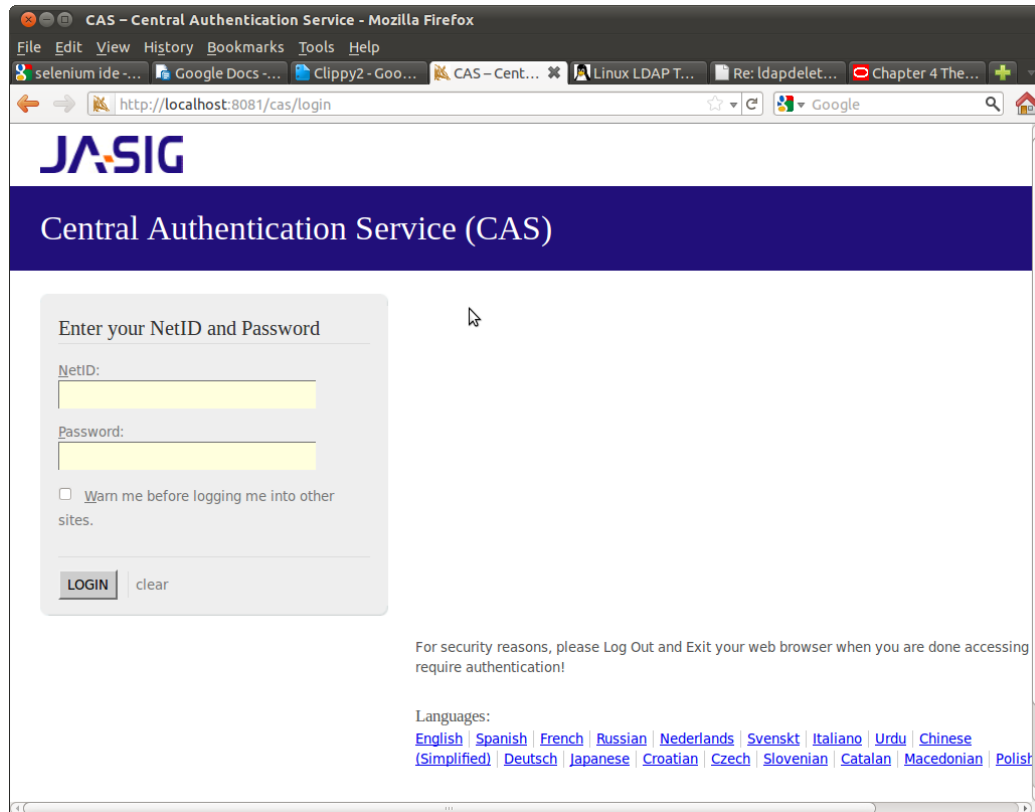 CAS – Central Authentication Service - Mozilla Firefox
File Edit View History Bookmarks Tools Help
selenium ide -... Google Docs -... Clippy2 - Goo... CAS – Cent... Linux LDAP T... Re: ldapdelet... Chapter 4 The...
http://localhost:8081/cas/login Google
JA-SIG
Central Authentication Service (CAS)
Enter your NetID and Password
NetID:
Password:
Warn me before logging me into other
sites.
LOGIN clear
For security reasons, please Log Out and Exit your web browser when you are done accessing
require authentication!
Languages:
English Spanish French Russian Nederlands Svenskt Italiano Urdu Chinese
(Simplified) Deutsch Japanese Croatian Czech Slovenian Catalan Macedonian Polish